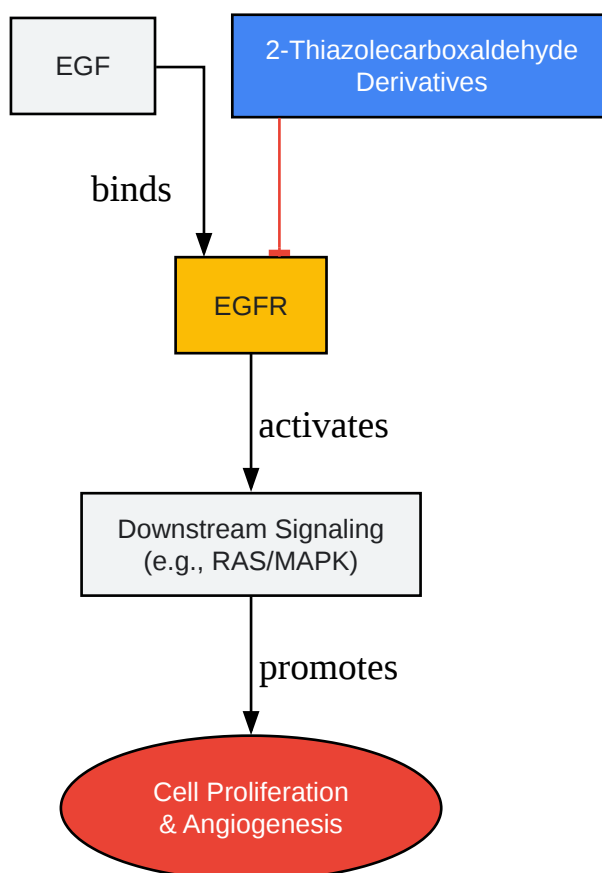 EGF
2-Thiazolecarboxaldehyde
Derivatives
binds
EGFR
activates
Downstream Signaling
(e.g., RAS/MAPK)
promotes
Cell Proliferation
& Angiogenesis